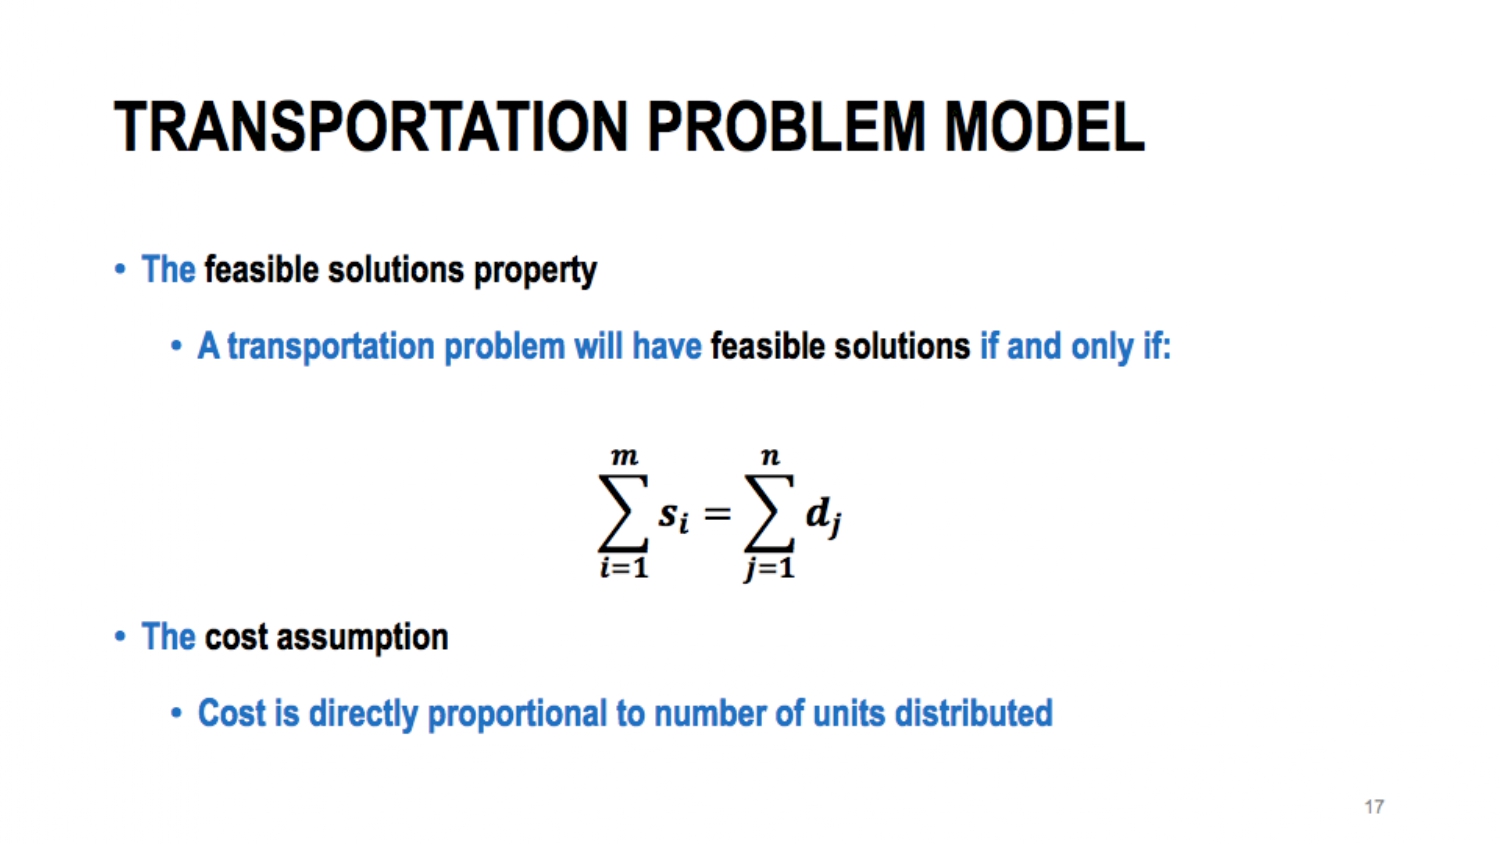 TRANSPORTATION PROBLEM MODEL
• The feasible solutions property
• A transportation problem will have feasible solutions if and only if:
$\sum_{i=1}^{m} s_i = \sum_{j=1}^{n} d_j$
• The cost assumption
• Cost is directly proportional to number of units distributed
17